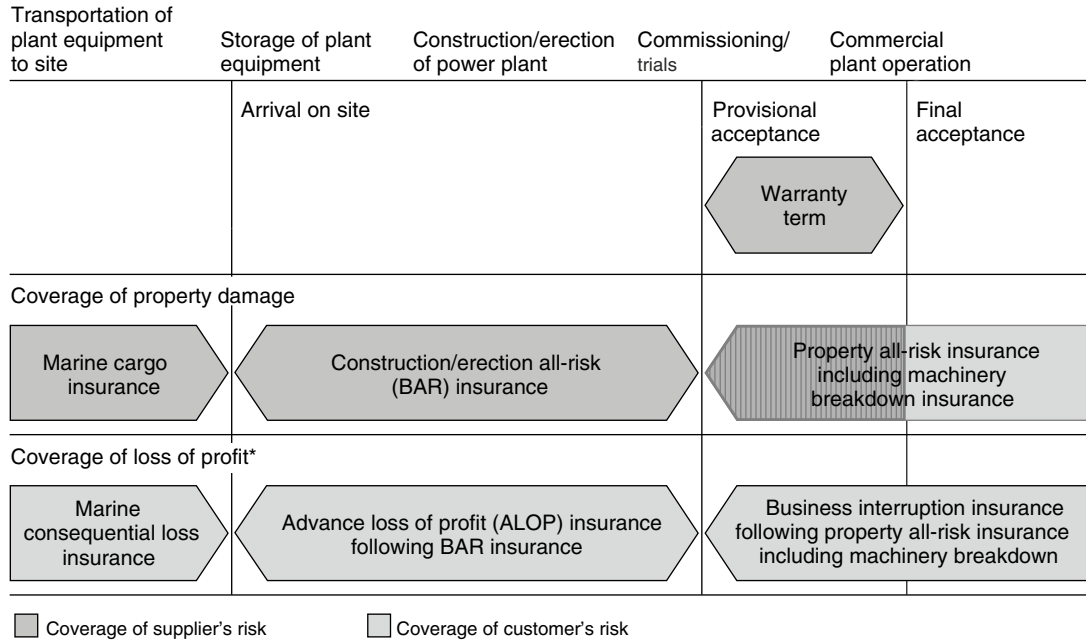 Transportation of
plant equipment
to site
Storage of plant
equipment
Construction/erection
of power plant
Commissioning/
trials
Commercial
plant operation
Arrival on site
Provisional
acceptance
Final
acceptance
Warranty
term
Coverage of property damage
Marine cargo
insurance
Construction/erection all-risk
(BAR) insurance
Property all-risk insurance
including machinery
breakdown insurance
Coverage of loss of profit*
Marine
consequential loss
insurance
Advance loss of profit (ALOP) insurance
following BAR insurance
Business interruption insurance
following property all-risk insurance
including machinery breakdown
Coverage of supplier's risk
Coverage of customer's risk